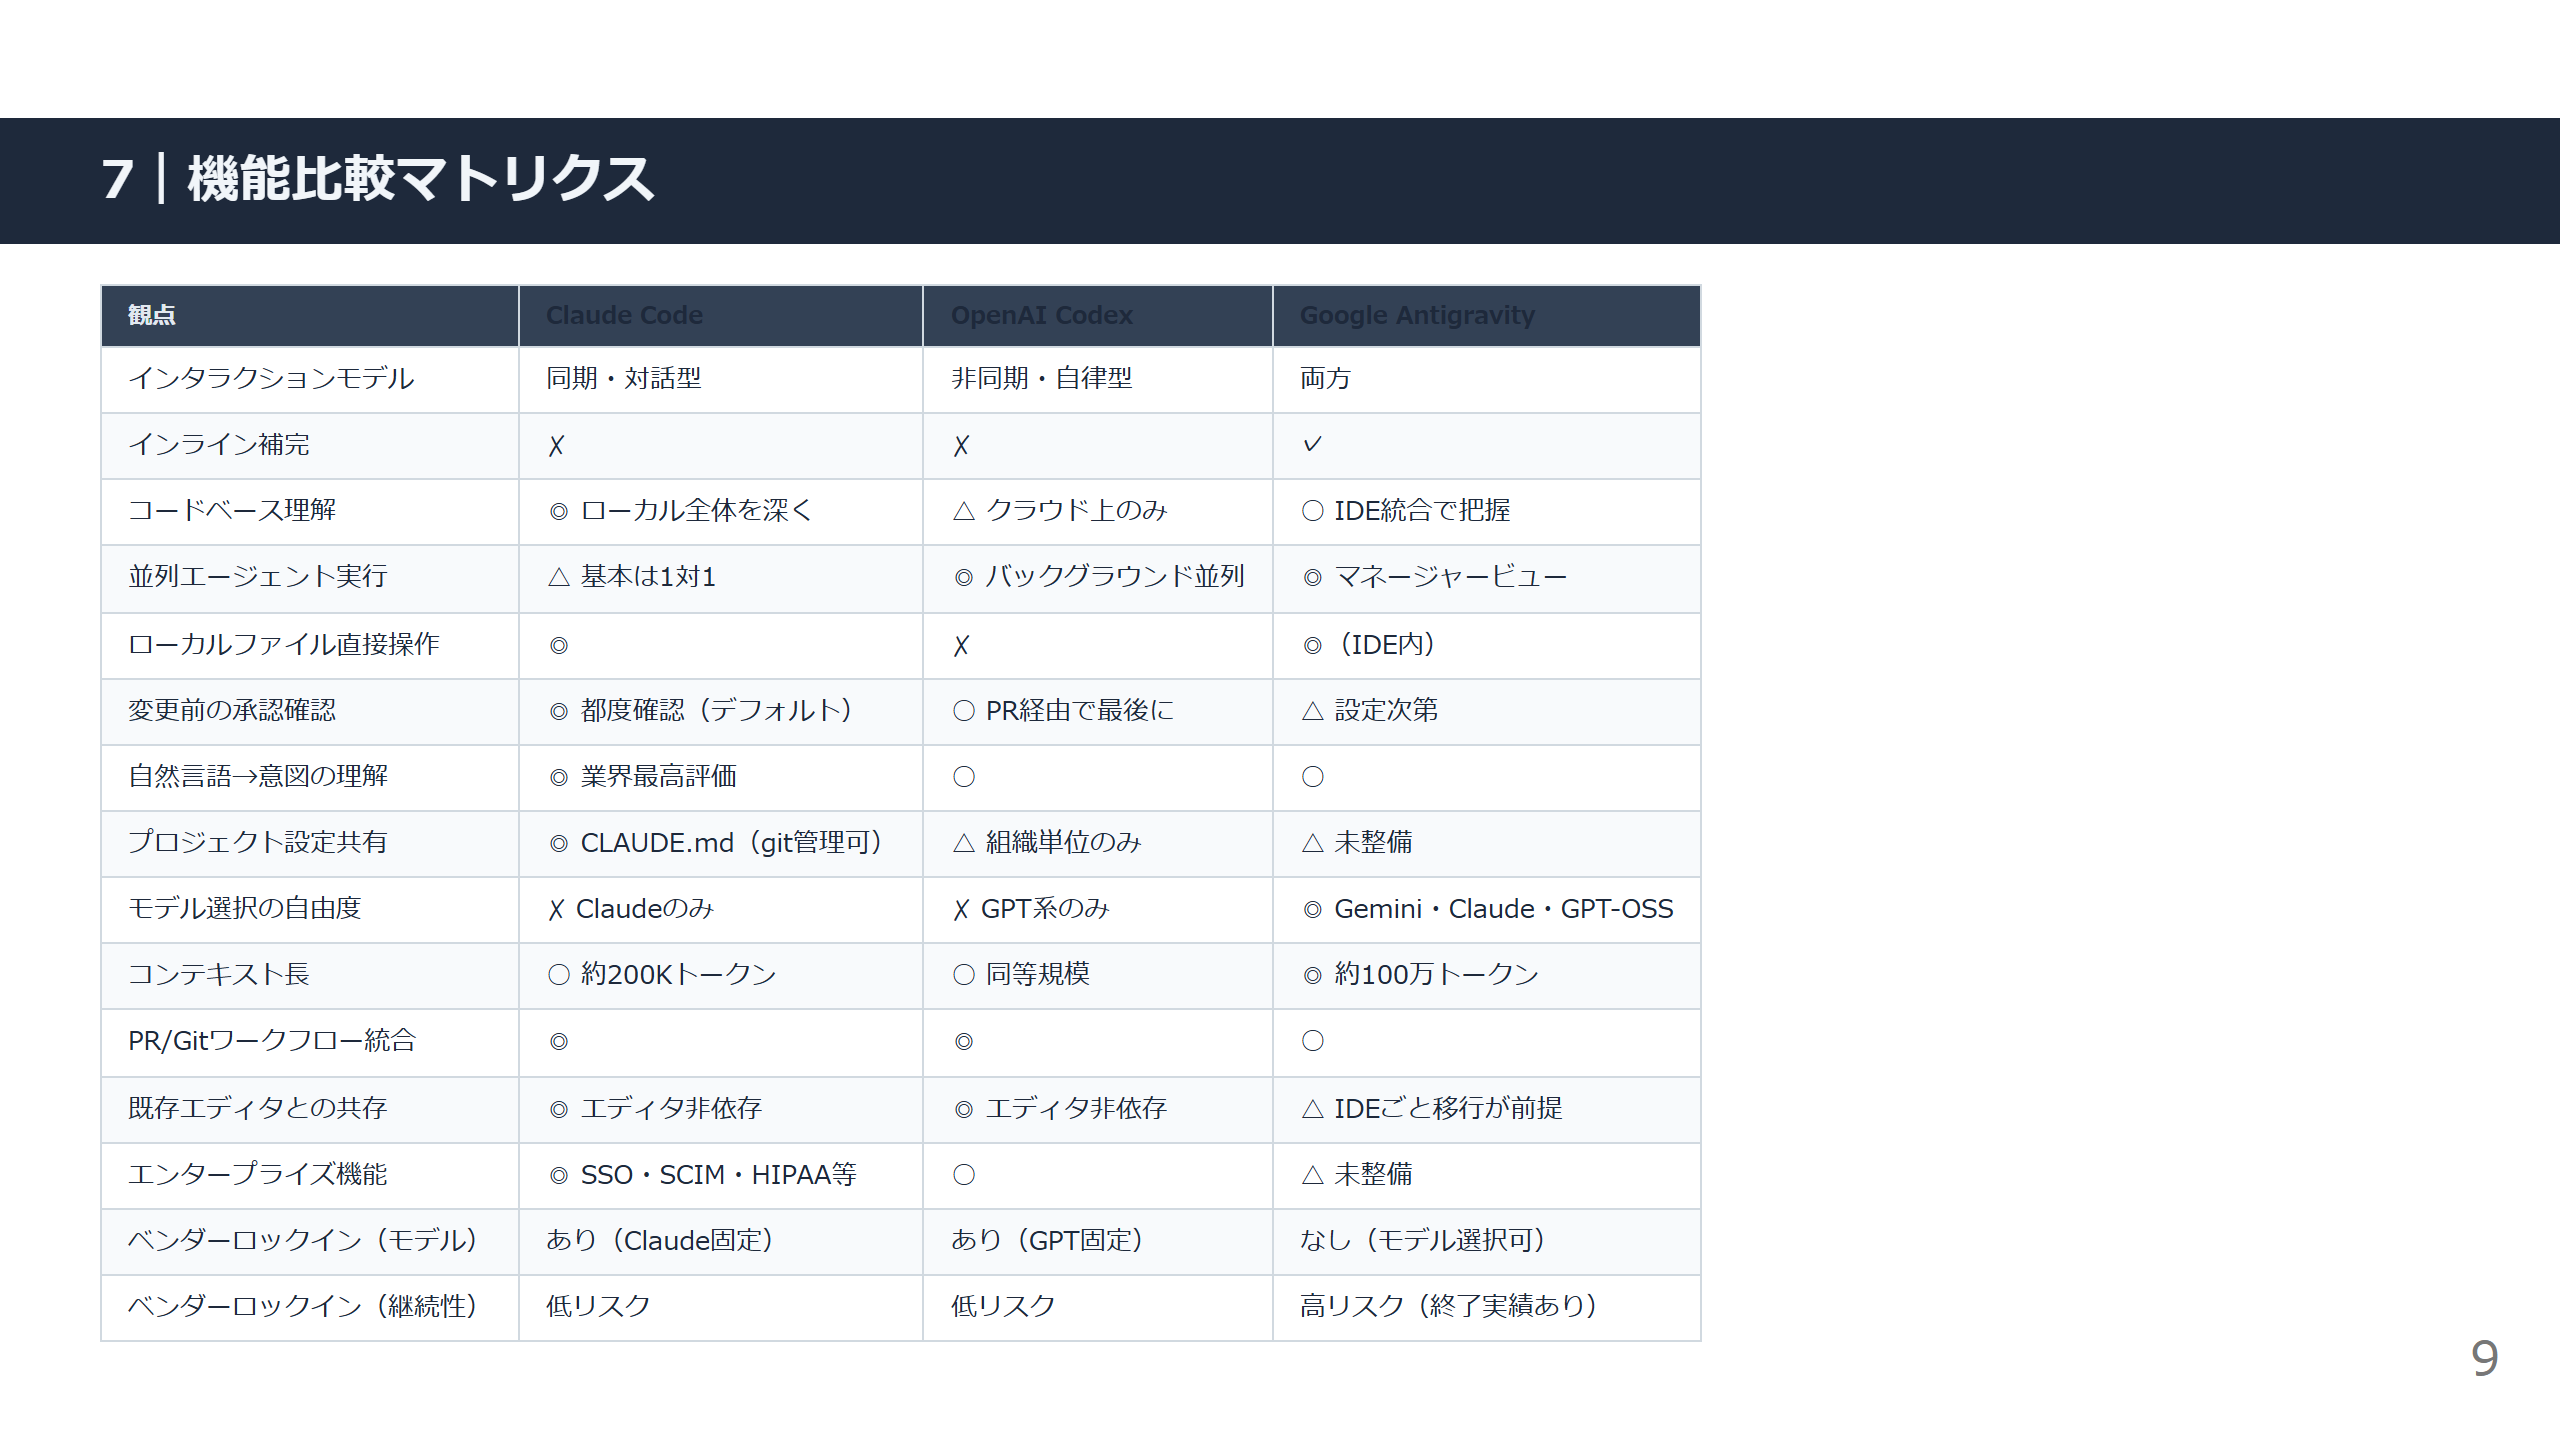 7｜機能比較マトリクス
観点 Claude Code OpenAI Codex Google Antigravity
インタラクションモデル 同期・対話型 非同期・自律型 両方
インライン補完 ✗ ✗ ✓
コードベース理解 ◎ ローカル全体を深く △ クラウド上のみ ○ IDE統合で把握
並列エージェント実行 △ 基本は1対1 ◎ バックグラウンド並列 ◎ マネージャービュー
ローカルファイル直接操作 ◎ ✗ ◎（IDE内）
変更前の承認確認 ◎ 都度確認（デフォルト） ○ PR経由で最後に △ 設定次第
自然言語→意図の理解 ◎ 業界最高評価 ○ ○
プロジェクト設定共有 ◎ CLAUDE.md（git管理可） △ 組織単位のみ △ 未整備
モデル選択の自由度 ✗ Claudeのみ ✗ GPT系のみ ◎ Gemini・Claude・GPT-OSS
コンテキスト長 ○ 約200Kトークン ○ 同等規模 ◎ 約100万トークン
PR/Gitワークフロー統合 ◎ ◎ ○
既存エディタとの共存 ◎ エディタ非依存 ◎ エディタ非依存 △ IDEごと移行が前提
エンタープライズ機能 ◎ SSO・SCIM・HIPAA等 ○ △ 未整備
ベンダーロックイン（モデル） あり（Claude固定） あり（GPT固定） なし（モデル選択可）
ベンダーロックイン（継続性） 低リスク 低リスク 高リスク（終了実績あり）
9